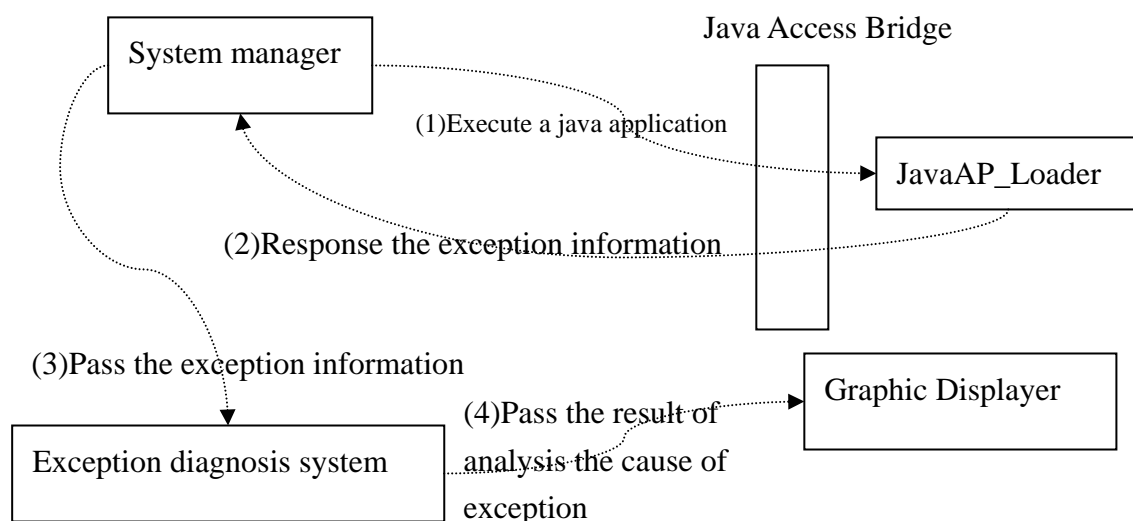 Java Access Bridge
System manager
(1)Execute a java application
JavaAP_Loader
(2)Response the exception information
(3)Pass the exception information
Graphic Displayer
(4)Pass the result of
analysis the cause of
exception
Exception diagnosis system